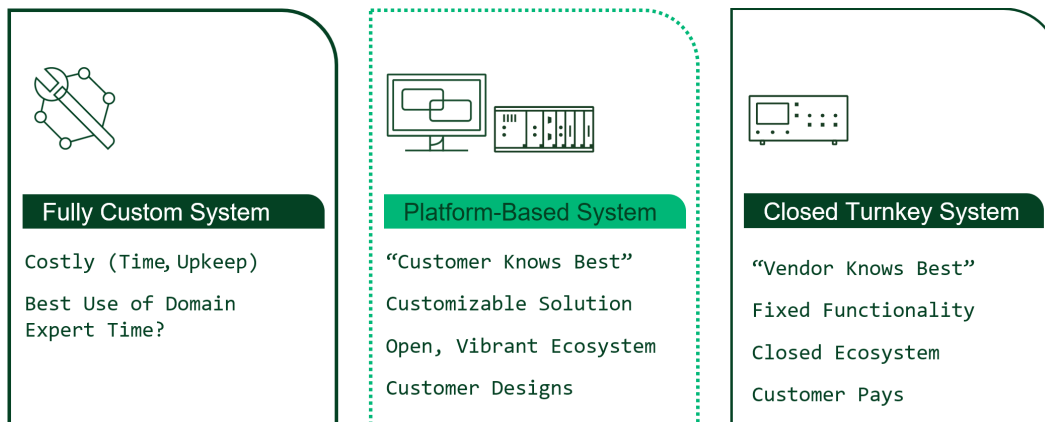 Fully Custom System
Costly (Time, Upkeep)
Best Use of Domain
Expert Time?
Platform-Based System
“Customer Knows Best”
Customizable Solution
Open, Vibrant Ecosystem
Customer Designs
Closed Turnkey System
“Vendor Knows Best”
Fixed Functionality
Closed Ecosystem
Customer Pays